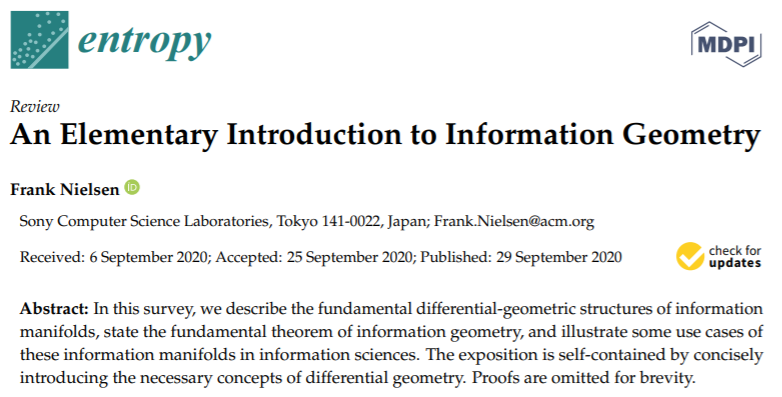 entropy
MDPI
Review
An Elementary Introduction to Information Geometry
Frank Nielsen iD
Sony Computer Science Laboratories, Tokyo 141-0022, Japan; Frank.Nielsen@acm.org
Received: 6 September 2020; Accepted: 25 September 2020; Published: 29 September 2020
check for
updates
Abstract: In this survey, we describe the fundamental differential-geometric structures of information
manifolds, state the fundamental theorem of information geometry, and illustrate some use cases of
these information manifolds in information sciences. The exposition is self-contained by concisely
introducing the necessary concepts of differential geometry. Proofs are omitted for brevity.